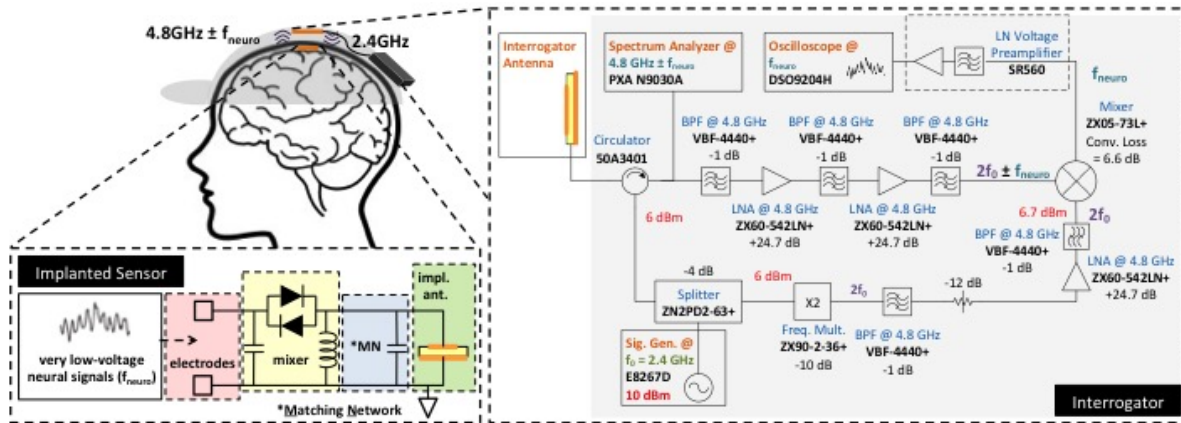 4.8GHz ± fneuro
2.4GHz
Implanted Sensor
very low-voltage
neural signals (fneuro)
electrodes
mixer
*MN
impl.
ant.
*Matching Network
Interrogator
Antenna
Spectrum Analyzer @
4.8 GHz ± fneuro
PXA N9030A
Oscilloscope @
fneuro
DSO9204H
LN Voltage
Preamplifier
SR560
fneuro
Mixer
ZX05-73L+
Conv. Loss
= 6.6 dB
Circulator
50A3401
BPF @ 4.8 GHz
VBF-4440+
-1 dB
BPF @ 4.8 GHz
VBF-4440+
-1 dB
BPF @ 4.8 GHz
VBF-4440+
-1 dB
2f0 ± fneuro
LNA @ 4.8 GHz
ZX60-542LN+
+24.7 dB
LNA @ 4.8 GHz
ZX60-542LN+
+24.7 dB
6 dBm
6.7 dBm
2f0
BPF @ 4.8 GHz
VBF-4440+
-1 dB
LNA @ 4.8 GHz
ZX60-542LN+
+24.7 dB
-4 dB
Splitter
ZN2PD2-63+
6 dBm
X2
Freq. Mult.
ZX90-2-36+
-10 dB
2f0
BPF @ 4.8 GHz
VBF-4440+
-1 dB
-12 dB
Sig. Gen. @
f0 = 2.4 GHz
E8267D
10 dBm
Interrogator